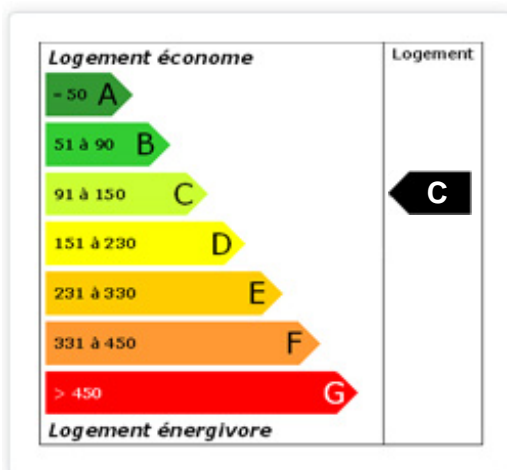 Logement économe
Logement
= 50 A
51 à 90 B
91 à 150 C
C
151 à 230 D
231 à 330 E
331 à 450 F
> 450 G
Logement énergivore